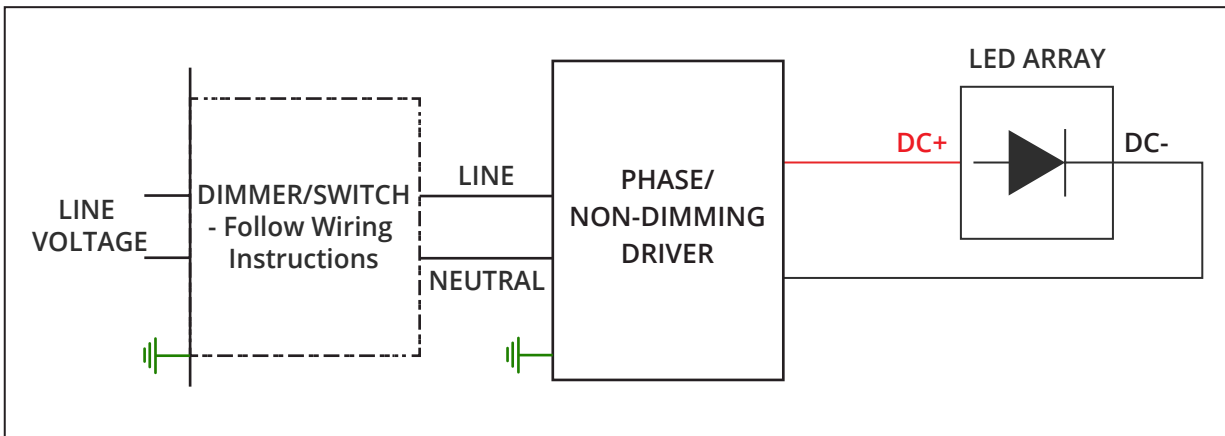 LINE
VOLTAGE
DIMMER/SWITCH
- Follow Wiring
Instructions
LINE
NEUTRAL
PHASE/
NON-DIMMING
DRIVER
DC+
LED ARRAY
DC-